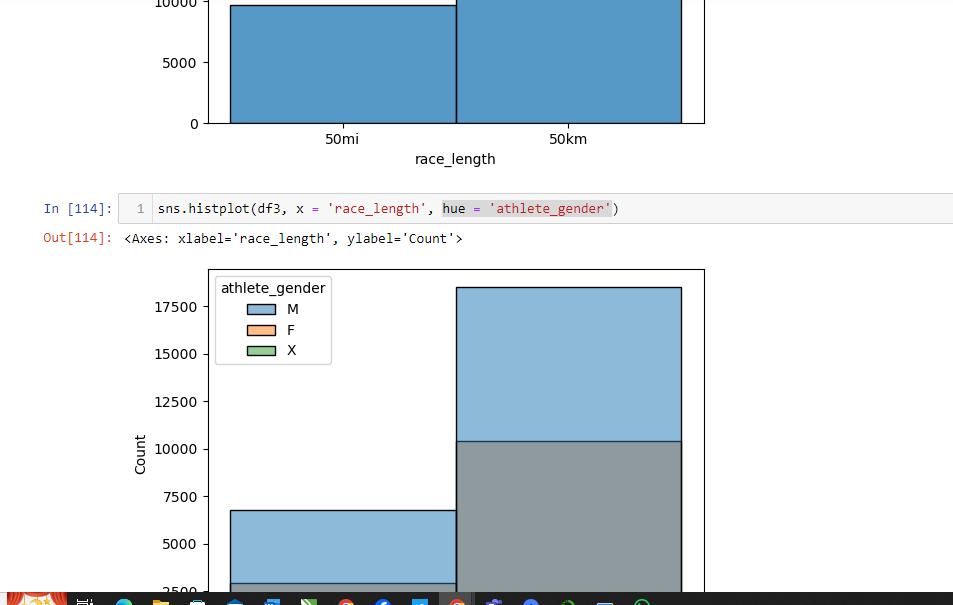 10000
5000
0
50mi 50km
race_length
In [114]: 1 sns.histplot(df3, x = 'race_length', hue = 'athlete_gender')
Out[114]: <Axes: xlabel='race_length', ylabel='Count'>
athlete_gender
M
F
X
17500
15000
12500
10000
7500
5000
2500
Count